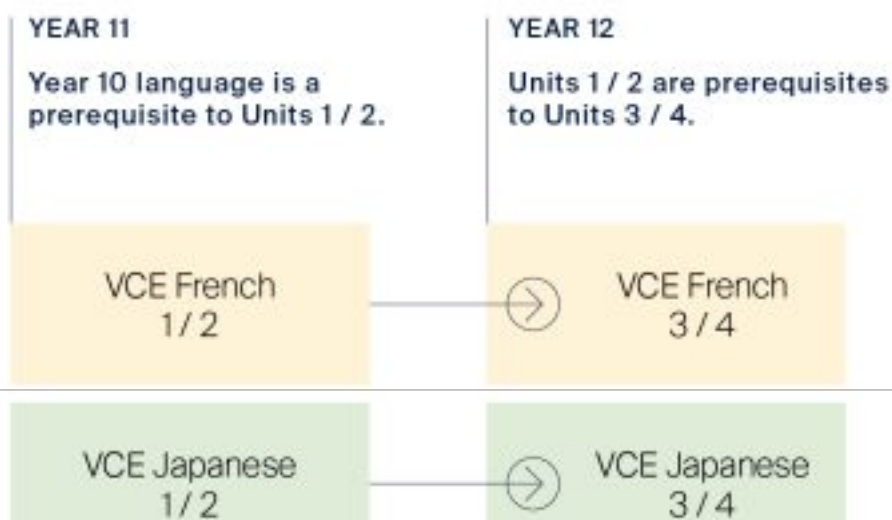 YEAR 11
Year 10 language is a
prerequisite to Units 1 / 2.
YEAR 12
Units 1 / 2 are prerequisites
to Units 3 / 4.
VCE French
1 / 2
VCE French
3 / 4
VCE Japanese
1 / 2
VCE Japanese
3 / 4